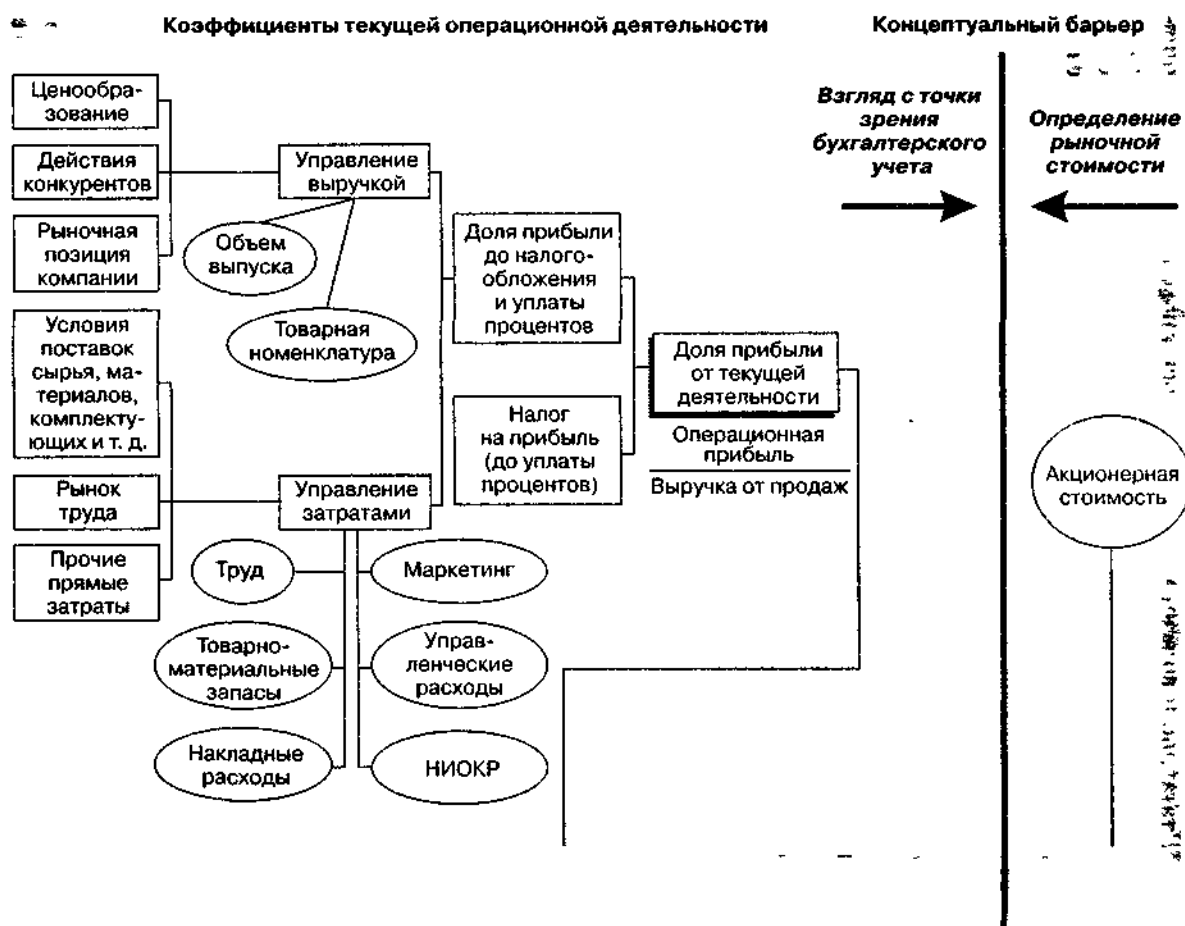 Коэффициенты текущей операционной деятельности
Концептуальный барьер
Ценообра-
зование
Действия
конкурентов
Рыночная
позиция
компании
Условия
поставок
сырья, ма-
териалов,
комплекту-
ющих и т. д.
Рынок
труда
Прочие
прямые
затраты
Управление
выручкой
Объем
выпуска
Товарная
номенклатура
Управление
затратами
Труд
Маркетинг
Товарно-
материальные
запасы
Управ-
ленческие
расходы
Накладные
расходы
НИОКР
Доля прибыли
до налого-
обложения
и уплаты
процентов
Налог
на прибыль
(до уплаты
процентов)
Доля прибыли
от текущей
деятельности
Операционная
прибыль
Выручка от продаж
Взгляд с точки
зрения
бухгалтерского
учета
Определение
рыночной
стоимости
Акционерная
стоимость